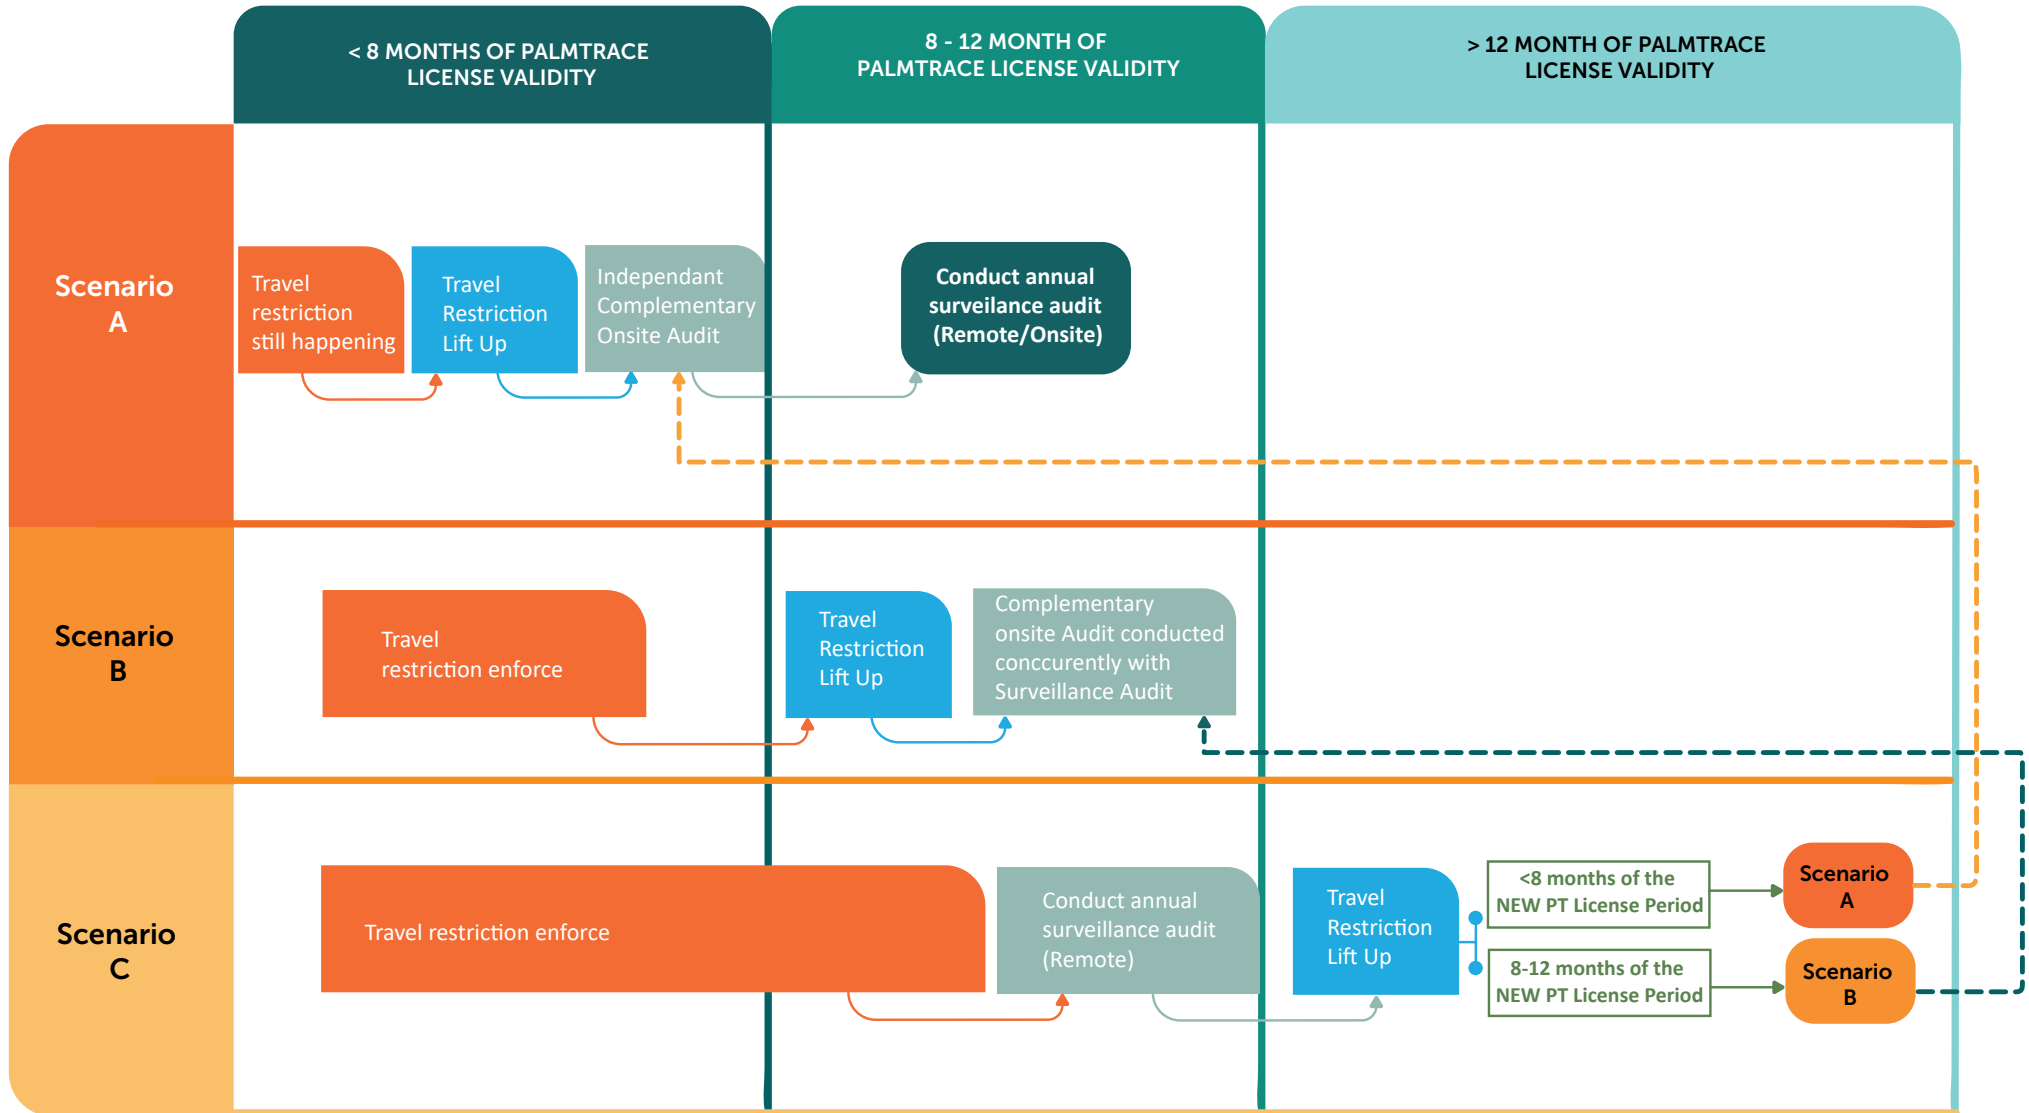 < 8 MONTHS OF PALMTRACE
LICENSE VALIDITY
8 - 12 MONTH OF
PALMTRACE LICENSE VALIDITY
> 12 MONTH OF PALMTRACE
LICENSE VALIDITY
Scenario
A
Travel
restriction
still happening
Travel
Restriction
Lift Up
Independant
Complementary
Onsite Audit
Conduct annual
surveilance audit
(Remote/Onsite)
Scenario
B
Travel
restriction enforce
Travel
Restriction
Lift Up
Complementary
onsite Audit conducted
conccurently with
Surveillance Audit
Scenario
C
Travel restriction enforce
Conduct annual
surveillance audit
(Remote)
Travel
Restriction
Lift Up
<8 months of the
NEW PT License Period
Scenario
A
8-12 months of the
NEW PT License Period
Scenario
B